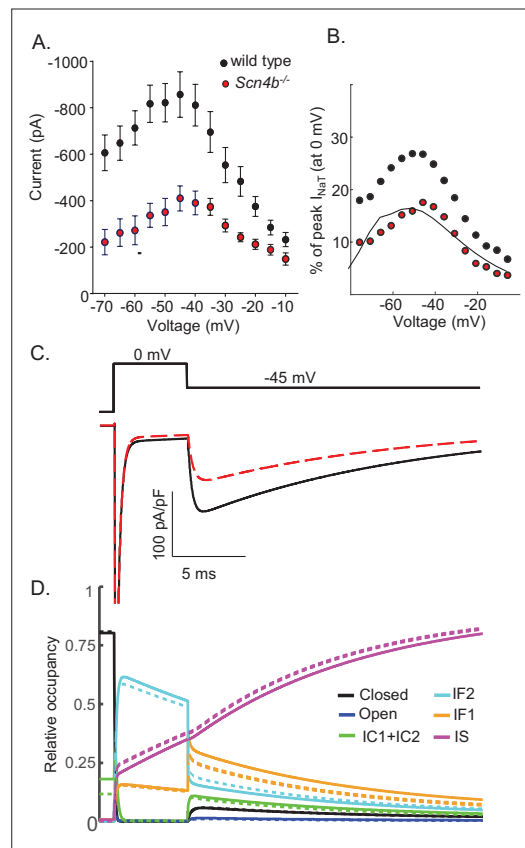 A.
wild type
Scn4b-/-
Current (pA)
-1000
-800
-600
-400
-200
0
-70 -60 -50 -40 -30 -20 -10
Voltage (mV)
B.
% of peak INaT (at 0 mV)
30
20
10
-60 -40 -20
Voltage (mV)
C.
0 mV
-45 mV
100 pA/pF
5 ms
D.
Relative occupancy
1
0.75
0.5
0.25
0
Closed
Open
IC1+IC2
IF2
IF1
IS